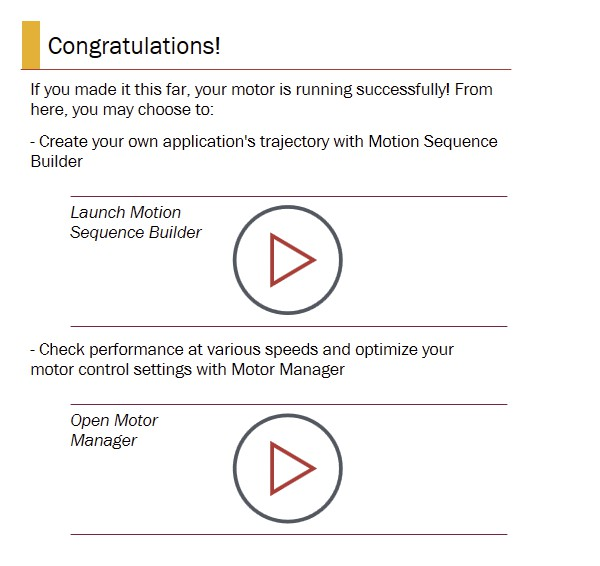 Congratulations!
If you made it this far, your motor is running successfully! From
here, you may choose to:
- Create your own application's trajectory with Motion Sequence
Builder
Launch Motion
Sequence Builder
- Check performance at various speeds and optimize your
motor control settings with Motor Manager
Open Motor
Manager